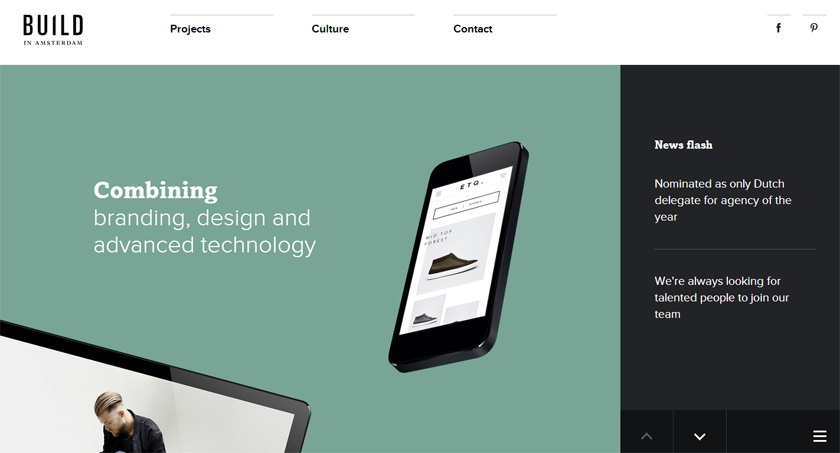 BUILD
IN AMSTERDAM
Projects
Culture
Contact
Combining
branding, design and
advanced technology
ETQ.
MID TOP
FOREST
News flash
Nominated as only Dutch
delegate for agency of the
year
We're always looking for
talented people to join our
team